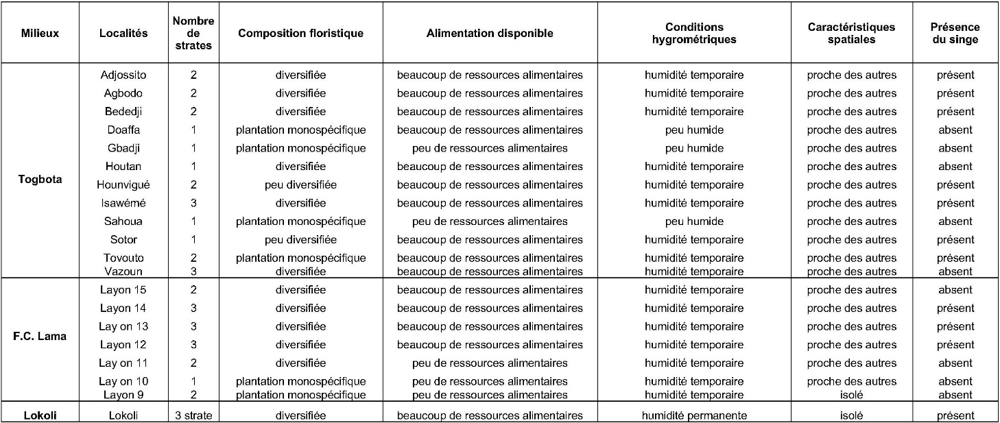 Milieux Localités Nombre de strates Composition floristique Alimentation disponible Conditions hygrométriques Caractéristiques spatiales Présence du singe
Togbota
Adjossito 2 diversifiée beaucoup de ressources alimentaires humidité temporaire proche des autres présent
Agbodo 2 diversifiée beaucoup de ressources alimentaires humidité temporaire proche des autres présent
Bededji 2 diversifiée beaucoup de ressources alimentaires humidité temporaire proche des autres présent
Doaffa 1 plantation monospécifique beaucoup de ressources alimentaires peu humide proche des autres absent
Gbadji 1 plantation monospécifique peu de ressources alimentaires peu humide proche des autres absent
Houtan 1 diversifiée beaucoup de ressources alimentaires humidité temporaire proche des autres absent
Hounvigué 2 peu diversifiée beaucoup de ressources alimentaires humidité temporaire proche des autres présent
Isawémé 3 diversifiée beaucoup de ressources alimentaires humidité temporaire proche des autres présent
Sahoua 1 plantation monospécifique peu de ressources alimentaires peu humide proche des autres absent
Sotor 1 peu diversifiée beaucoup de ressources alimentaires humidité temporaire proche des autres présent
Tovouto 2 plantation monospécifique beaucoup de ressources alimentaires humidité temporaire proche des autres présent
Vazoun 3 diversifiée beaucoup de ressources alimentaires humidité temporaire proche des autres absent
F.C. Lama
Layon 15 2 diversifiée beaucoup de ressources alimentaires humidité temporaire proche des autres absent
Layon 14 3 diversifiée beaucoup de ressources alimentaires humidité temporaire proche des autres présent
Lay on 13 3 diversifiée beaucoup de ressources alimentaires humidité temporaire proche des autres présent
Layon 12 3 diversifiée beaucoup de ressources alimentaires humidité temporaire proche des autres présent
Lay on 11 2 diversifiée peu de ressources alimentaires humidité temporaire proche des autres absent
Lay on 10 1 plantation monospécifique peu de ressources alimentaires humidité temporaire proche des autres absent
Layon 9 2 plantation monospécifique peu de ressources alimentaires humidité temporaire isolé absent
Lokoli Lokoli 3 strate diversifiée beaucoup de ressources alimentaires humidité permanente isolé présent